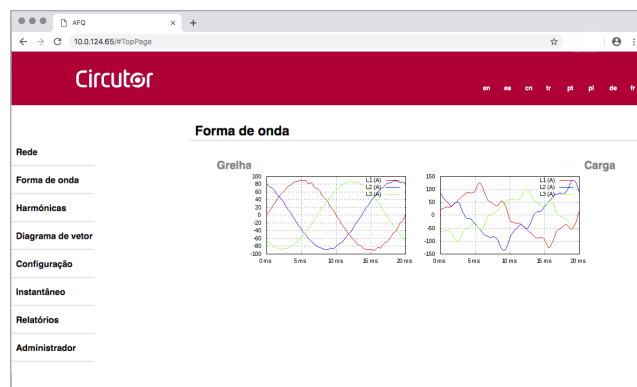 AFQ
10.0.124.65/#TopPage
Circutor
en es cn tr pt pl de fr
Forma de onda
Rede
Forma de onda
Harmónicas
Diagrama de vetor
Configuração
Instantâneo
Relatórios
Administrador
Grelha
100
80
60
40
20
0
-20
-40
-60
-80
-100
0 ms 5 ms 10 ms 15 ms 20 ms
L1 (A)
L2 (A)
L3 (A)
Carga
150
100
50
0
-50
-100
-150
0 ms 5 ms 10 ms 15 ms 20 ms
L1 (A)
L2 (A)
L3 (A)